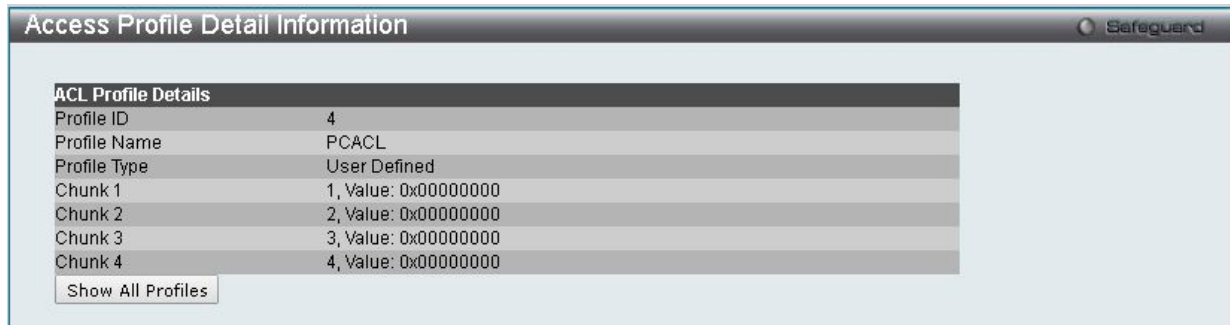 Access Profile Detail Information
Safeguard
ACL Profile Details
Profile ID 4
Profile Name PCACL
Profile Type User Defined
Chunk 1 1, Value: 0x00000000
Chunk 2 2, Value: 0x00000000
Chunk 3 3, Value: 0x00000000
Chunk 4 4, Value: 0x00000000
Show All Profiles